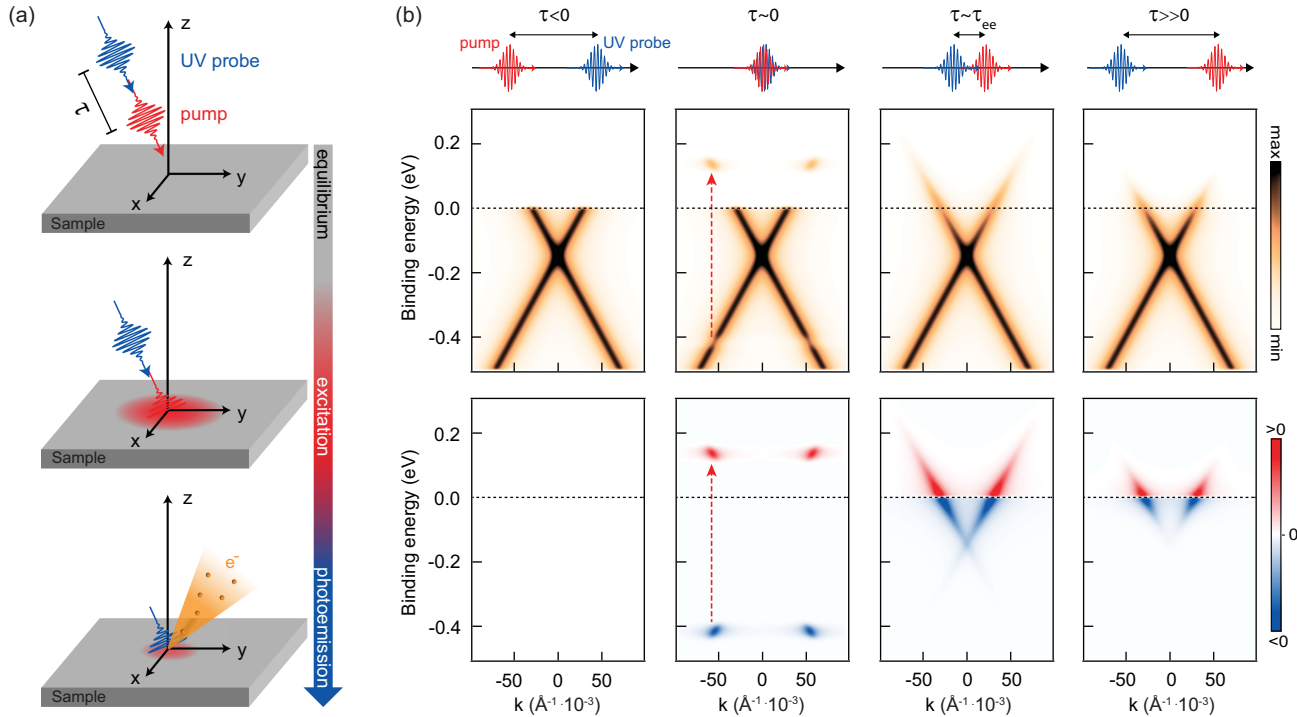 (a)
z
UV probe
τ
pump
y
x
Sample
equilibrium
z
excitation
y
x
Sample
z
e⁻
photoemission
y
x
Sample
(b)
τ<0
τ~0
τ~τee
τ>>0
pump
UV probe
Binding energy (eV)
0.2
0.0
-0.2
-0.4
max
min
Binding energy (eV)
0.2
0.0
-0.2
-0.4
>0
0
<0
-50 0 50
-50 0 50
-50 0 50
-50 0 50
k (Å⁻¹·10⁻³)
k (Å⁻¹·10⁻³)
k (Å⁻¹·10⁻³)
k (Å⁻¹·10⁻³)